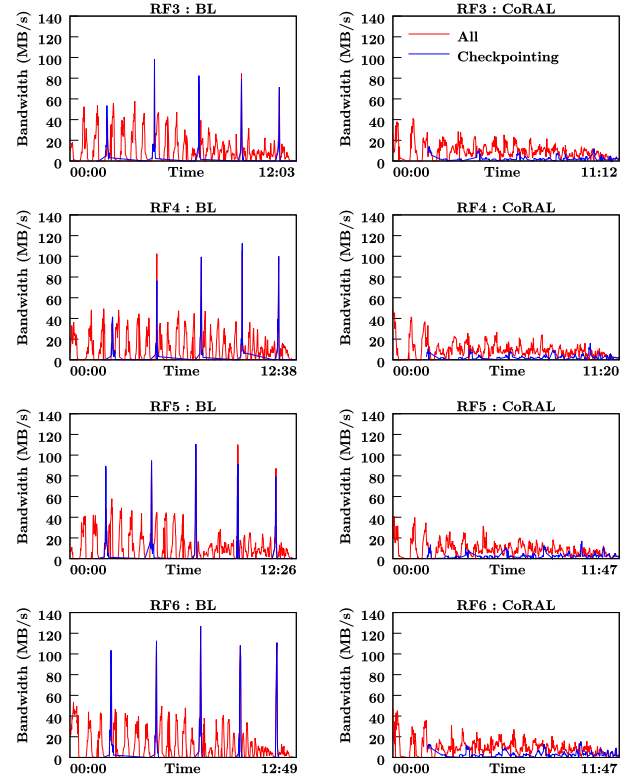 RF3 : BL
Bandwidth (MB/s)
140
120
100
80
60
40
20
0
00:00 Time 12:03
RF3 : CoRAL
Bandwidth (MB/s)
140
120
100
80
60
40
20
0
All
Checkpointing
00:00 Time 11:12
RF4 : BL
Bandwidth (MB/s)
140
120
100
80
60
40
20
0
00:00 Time 12:38
RF4 : CoRAL
Bandwidth (MB/s)
140
120
100
80
60
40
20
0
00:00 Time 11:20
RF5 : BL
Bandwidth (MB/s)
140
120
100
80
60
40
20
0
00:00 Time 12:26
RF5 : CoRAL
Bandwidth (MB/s)
140
120
100
80
60
40
20
0
00:00 Time 11:47
RF6 : BL
Bandwidth (MB/s)
140
120
100
80
60
40
20
0
00:00 Time 12:49
RF6 : CoRAL
Bandwidth (MB/s)
140
120
100
80
60
40
20
0
00:00 Time 11:47